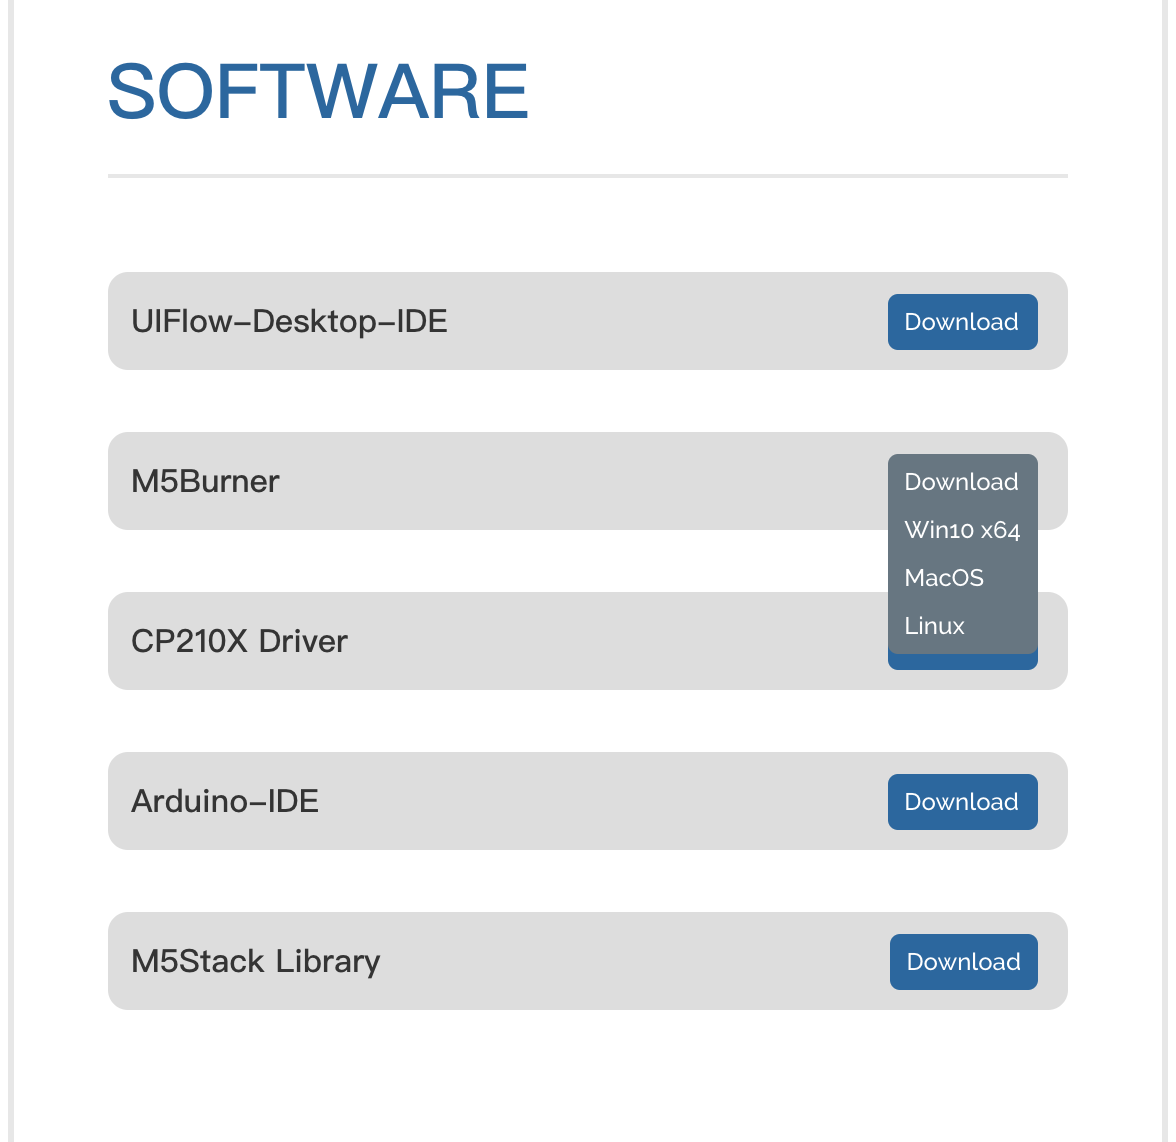 SOFTWARE
UIFlow-Desktop-IDE
Download
M5Burner
Download
Win10 x64
MacOS
Linux
CP210X Driver
Arduino-IDE
Download
M5Stack Library
Download